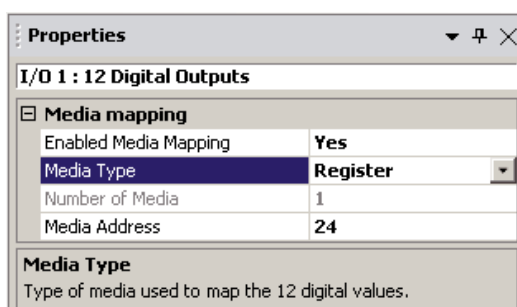 Properties
I/O 1 : 12 Digital Outputs
Media mapping
Enabled Media Mapping Yes
Media Type Register
Number of Media 1
Media Address 24
Media Type
Type of media used to map the 12 digital values.